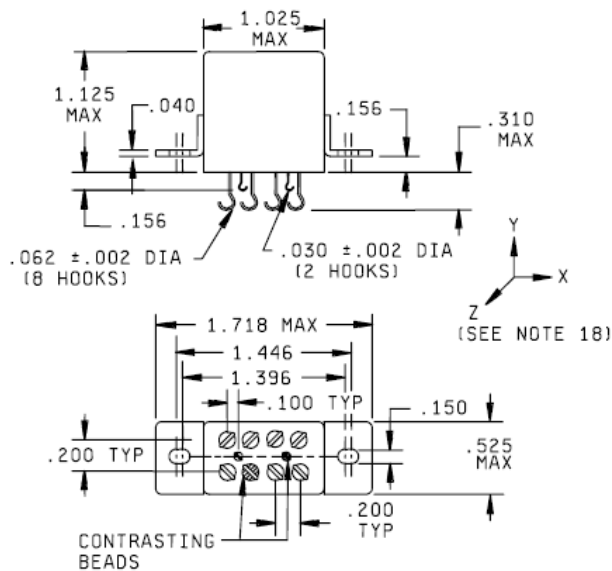 1.025
MAX
1.125
MAX
.040
.156
.310
MAX
.156
.062 ±.002 DIA
(8 HOOKS)
.030 ±.002 DIA
(2 HOOKS)
Y
X
Z
(SEE NOTE 18)
1.718 MAX
1.446
1.396
.100 TYP
.150
.200 TYP
.525
MAX
.200
TYP
CONTRASTING
BEADS